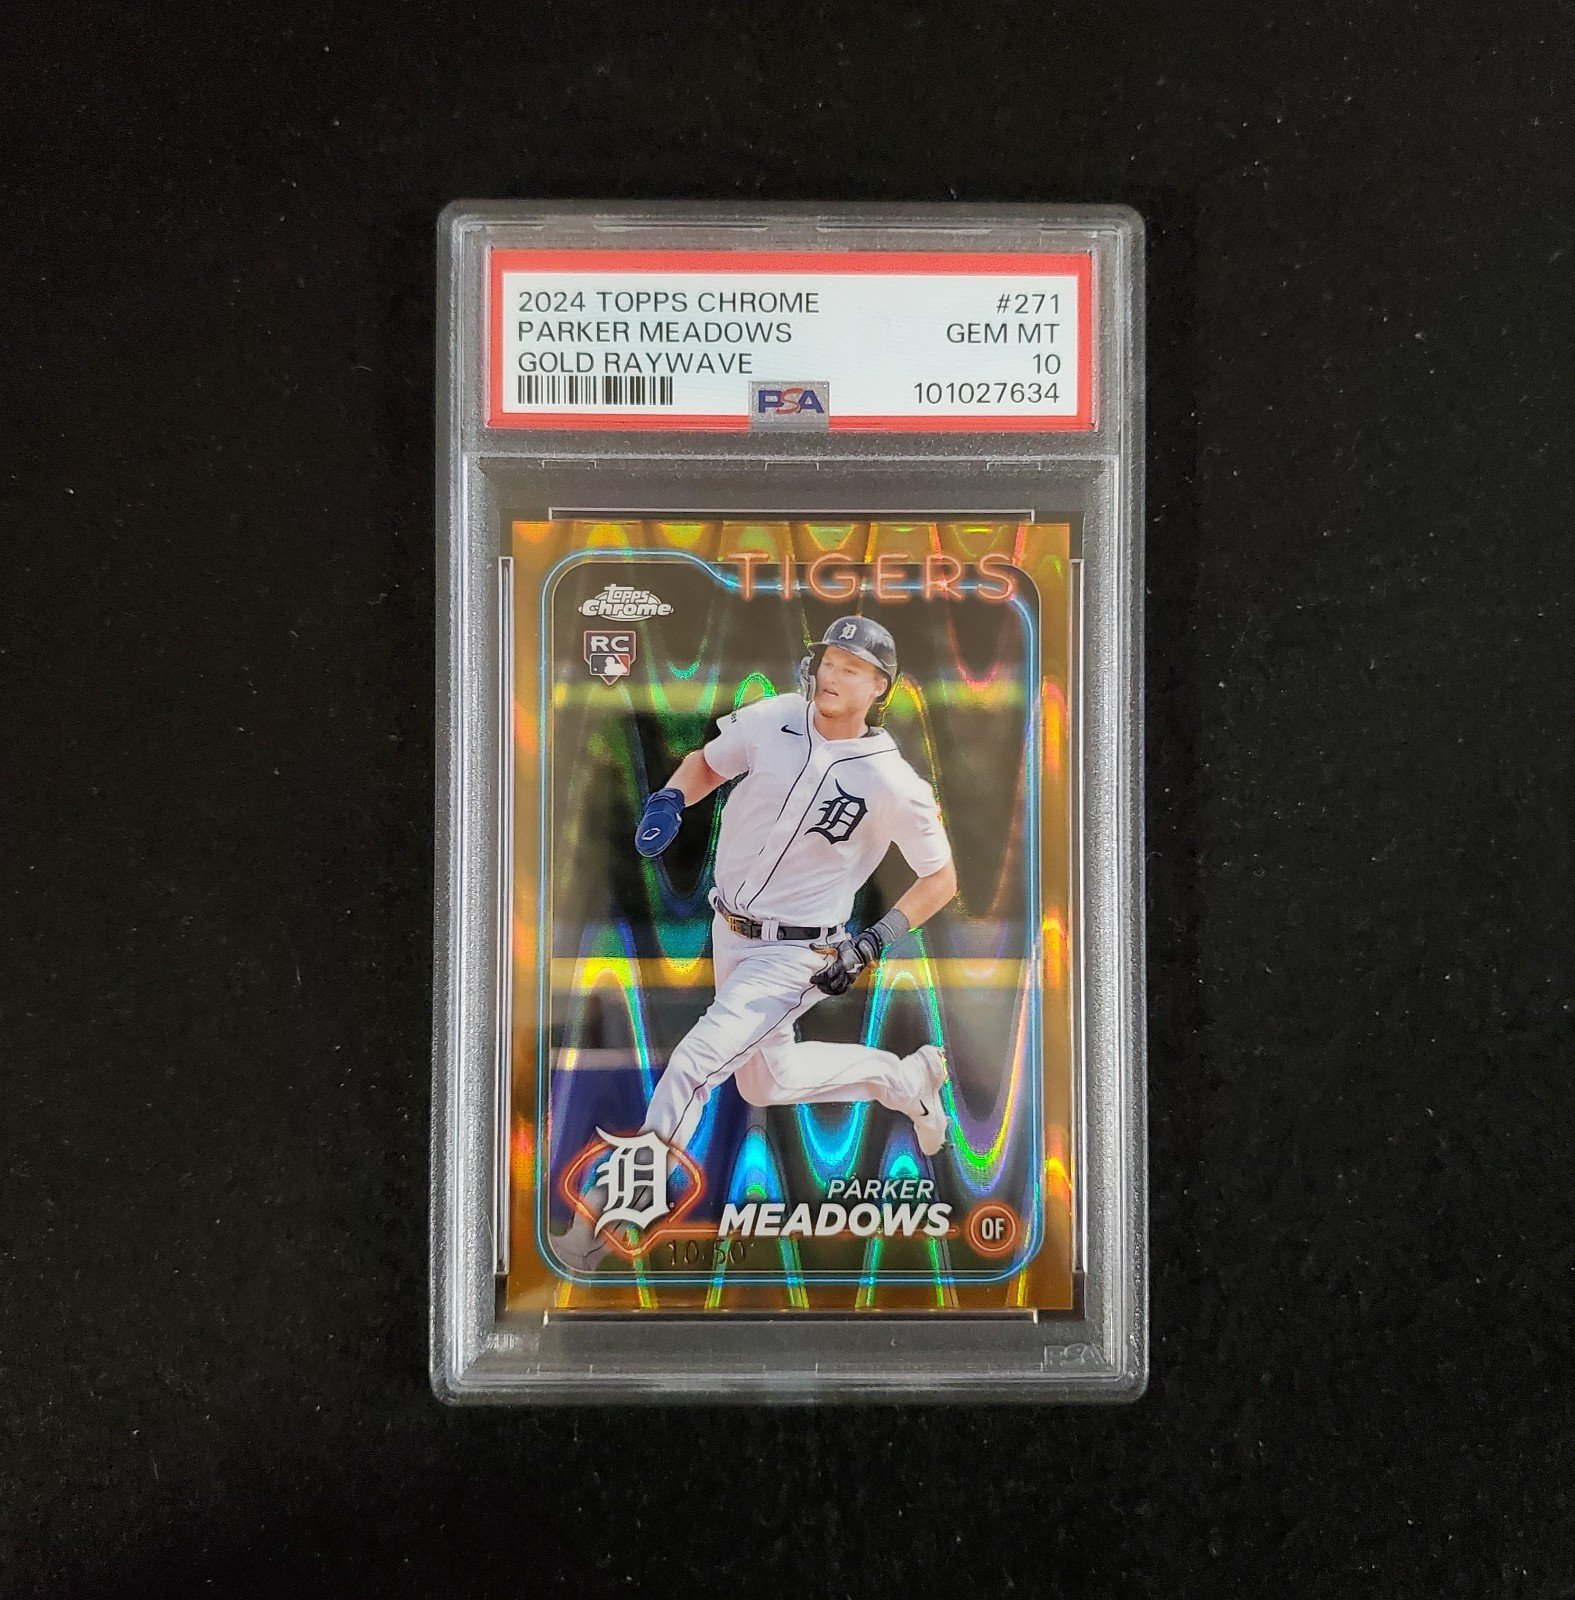 2024 TOPPS CHROME #271
PARKER MEADOWS GEM MT
GOLD RAYWAVE 10
101027634
PSA
TIGERS
Topps
Chrome
RC
D
D
D
PARKER
MEADOWS OF
10/50
PSA